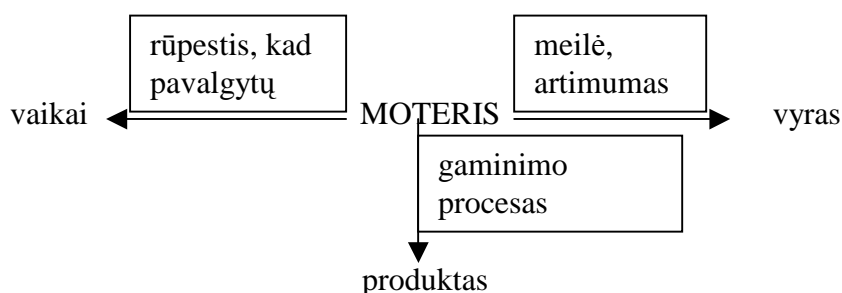 rūpestis, kad
pavalgytų
meilė,
artimumas
vaikai
MOTERIS
vyras
gaminimo
procesas
produktas